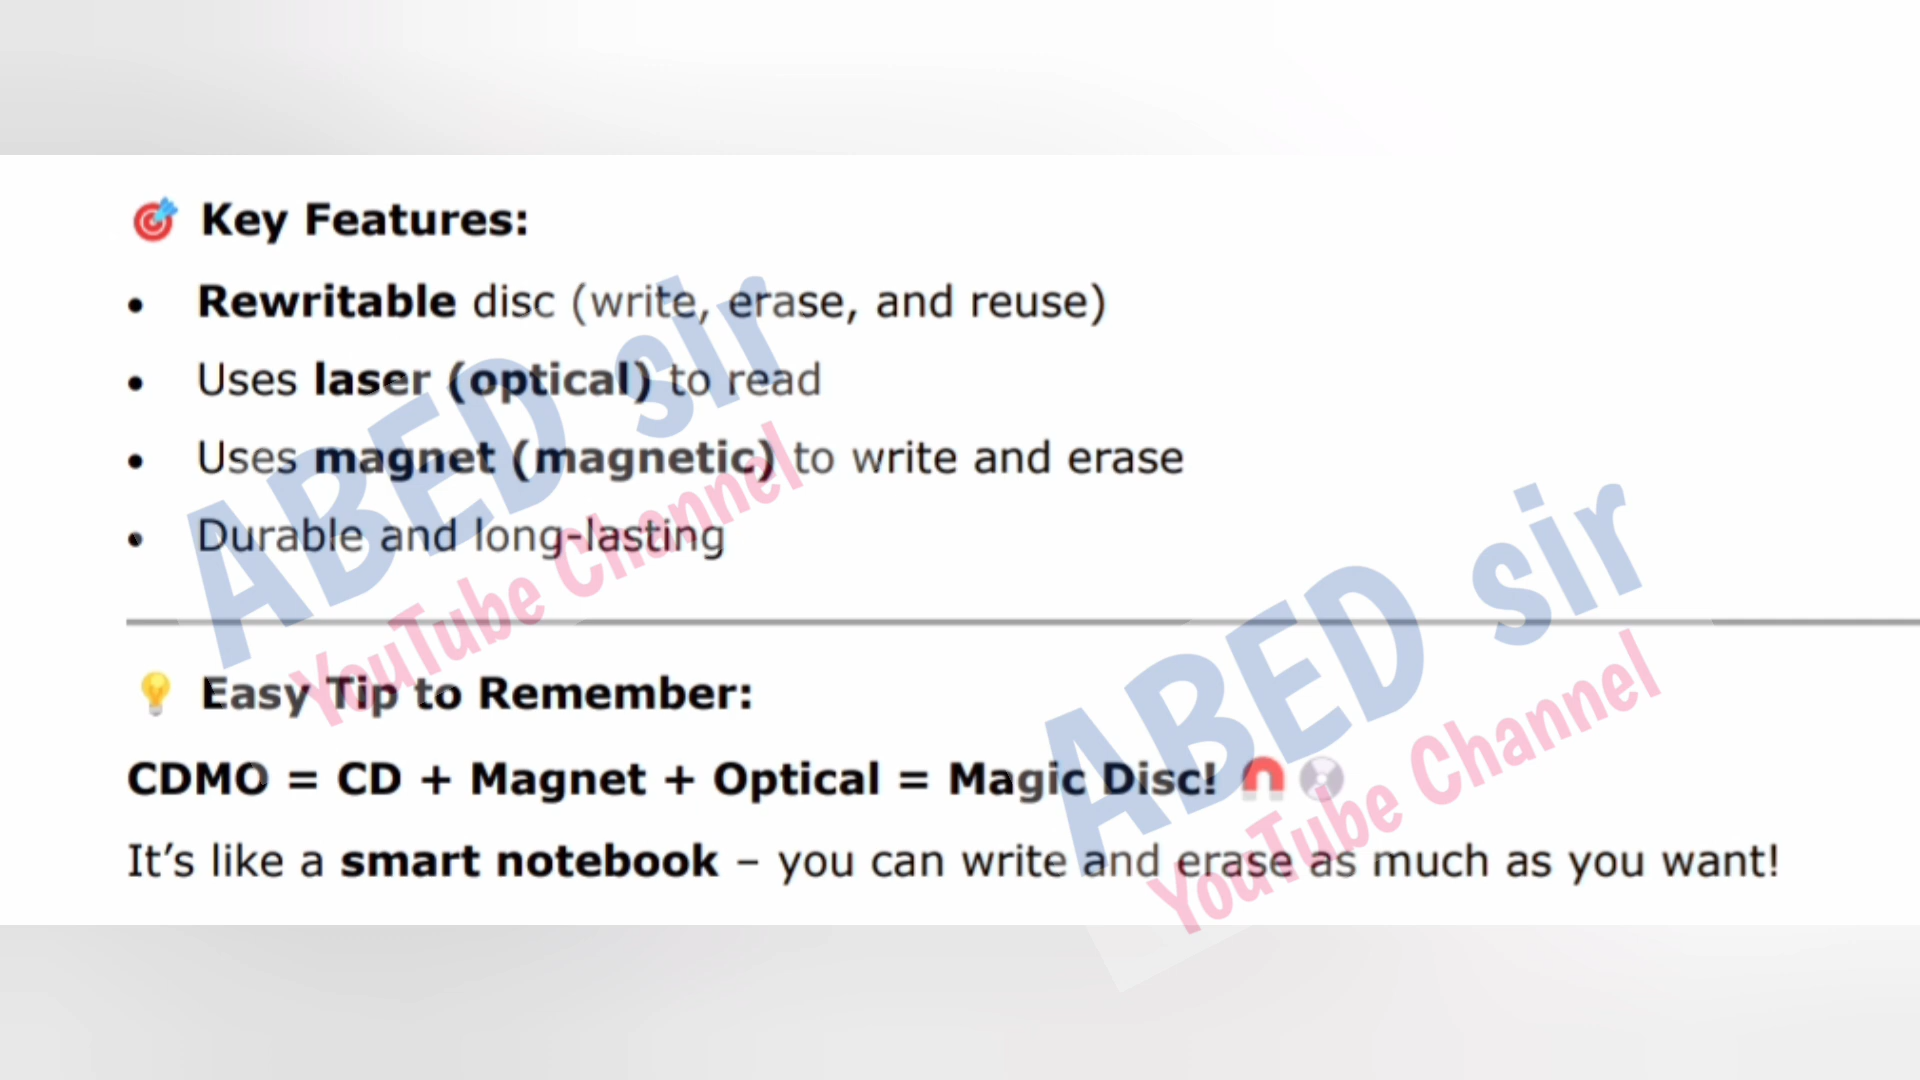 🎯 Key Features:
• Rewritable disc (write, erase, and reuse)
• Uses laser (optical) to read
• Uses magnet (magnetic) to write and erase
• Durable and long-lasting
💡 Easy Tip to Remember:
CDMO = CD + Magnet + Optical = Magic Disc! 🧲💿
It’s like a smart notebook – you can write and erase as much as you want!
ABED sir
YouTube Channel
ABED sir
YouTube Channel